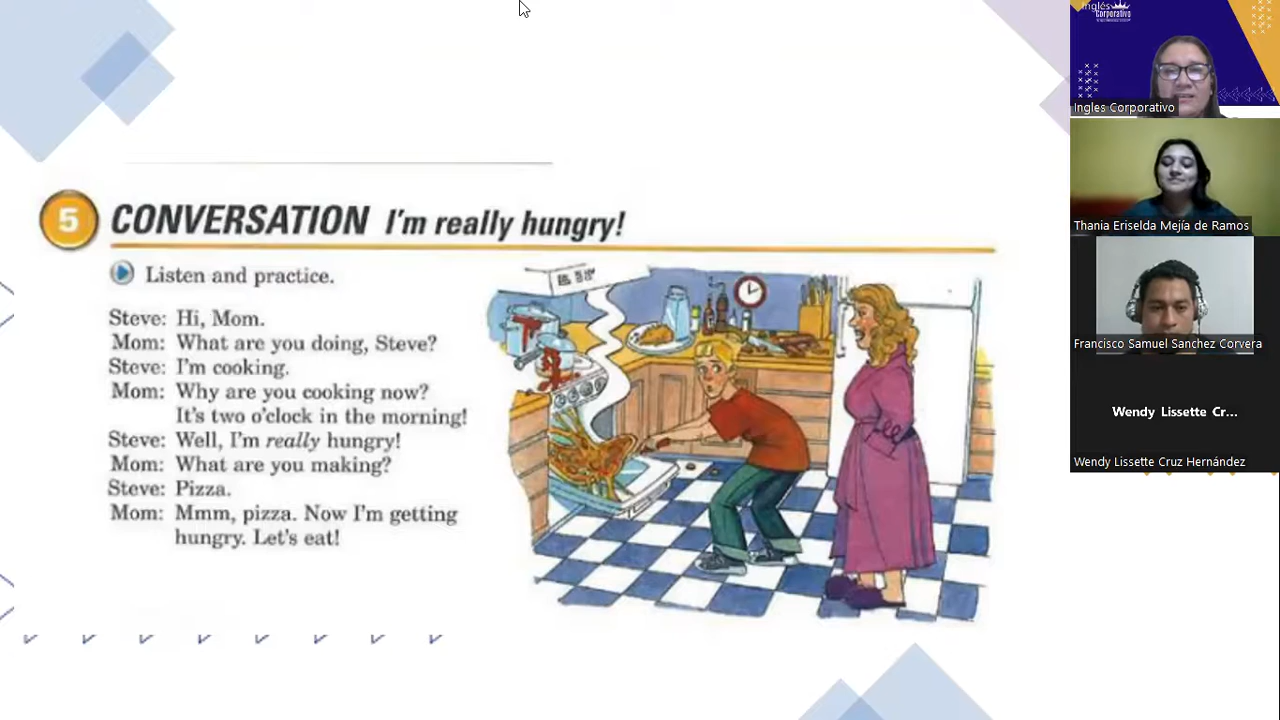 5 CONVERSATION I'm really hungry!
Listen and practice.
Steve: Hi, Mom.
Mom: What are you doing, Steve?
Steve: I'm cooking.
Mom: Why are you cooking now?
It's two o'clock in the morning!
Steve: Well, I'm really hungry!
Mom: What are you making?
Steve: Pizza.
Mom: Mmm, pizza. Now I'm getting
hungry. Let's eat!
Inglés
Corporativo
Ingles Corporativo
Thania Eriselda Mejía de Ramos
Francisco Samuel Sanchez Corvera
Wendy Lissette Cr...
Wendy Lissette Cruz Hernández